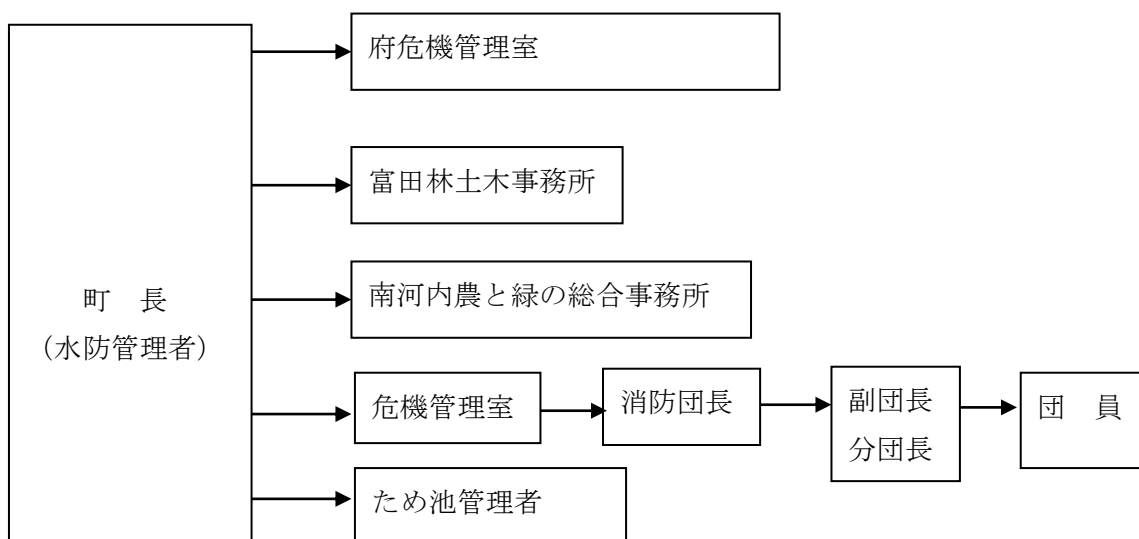 府危機管理室
富田林土木事務所
南河内農と緑の総合事務所
町　長
（水防管理者）
危機管理室
消防団長
副団長
分団長
団　員
ため池管理者